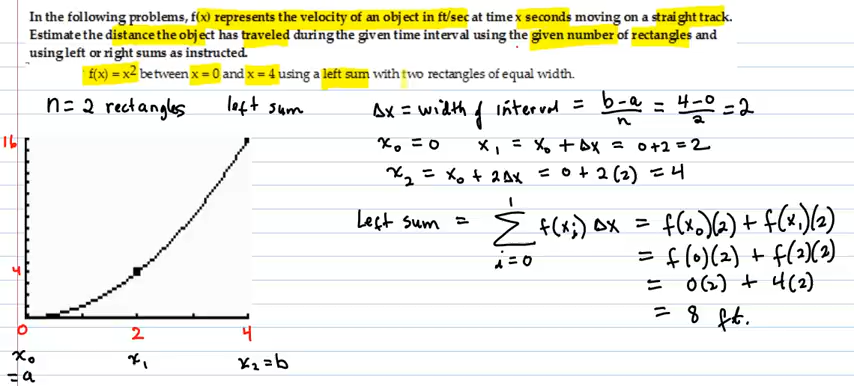 In the following problems, f(x) represents the velocity of an object in ft/sec at time x seconds moving on a straight track.
Estimate the distance the object has traveled during the given time interval using the given number of rectangles and
using left or right sums as instructed.
f(x) = x² between x = 0 and x = 4 using a left sum with two rectangles of equal width.
n = 2 rectangles left sum
Δx = width of interval = b-a/n = 4-0/2 = 2
x₀ = 0 x₁ = x₀ + Δx = 0+2 = 2
x₂ = x₀ + 2Δx = 0 + 2(2) = 4
Left sum = 1 ∑ i=0 f(xᵢ) Δx = f(x₀)(2) + f(x₁)(2)
= f(0)(2) + f(2)(2)
= 0(2) + 4(2)
= 8 ft.
16
4
0 2 4
x₀ x₁ x₂ = b
= a